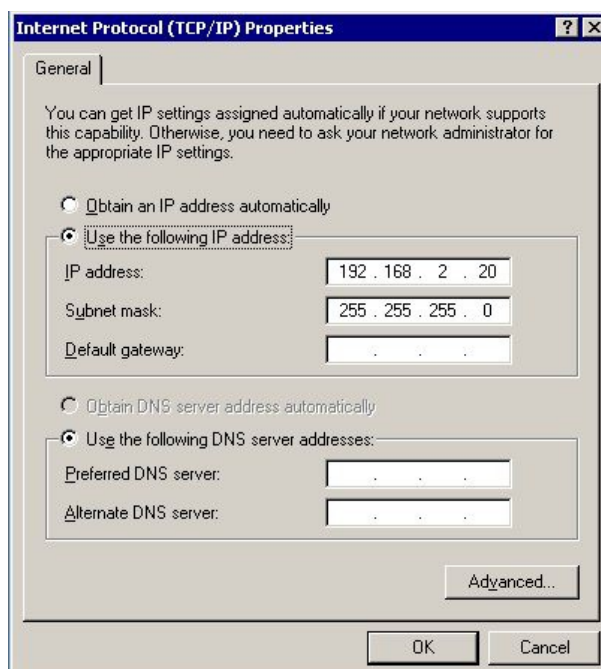 Internet Protocol (TCP/IP) Properties
General
You can get IP settings assigned automatically if your network supports
this capability. Otherwise, you need to ask your network administrator for
the appropriate IP settings.
Obtain an IP address automatically
Use the following IP address:
IP address: 192 . 168 . 2 . 20
Subnet mask: 255 . 255 . 255 . 0
Default gateway: . . .
Obtain DNS server address automatically
Use the following DNS server addresses:
Preferred DNS server: . . .
Alternate DNS server: . . .
Advanced...
OK Cancel